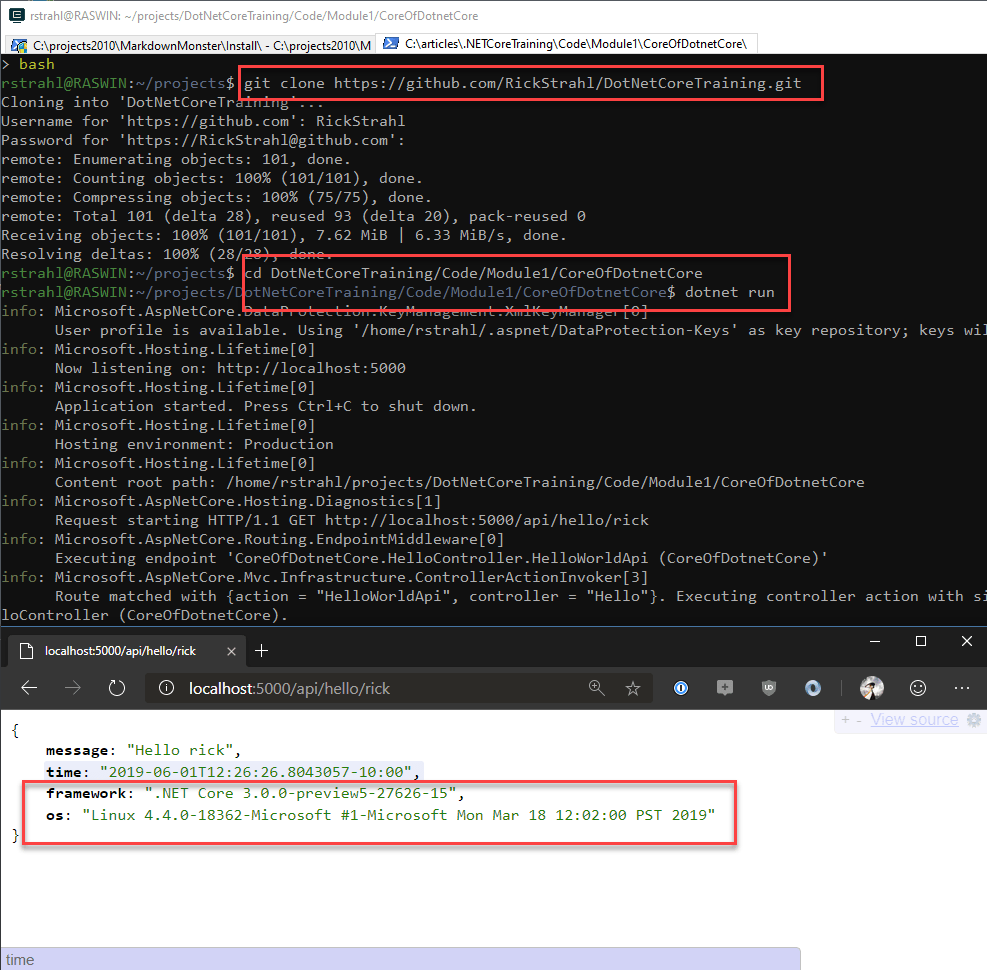 rstrahl@RASWIN: ~/projects/DotNetCoreTraining/Code/Module1/CoreOfDotnetCore
C:\projects2010\MarkdownMonster\Install\ - C:\projects2010\M
C:\articles\.NETCoreTraining\Code\Module1\CoreOfDotnetCore\
> bash
rstrahl@RASWIN:~/projects$ git clone https://github.com/RickStrahl/DotNetCoreTraining.git
Cloning into 'DotNetCoreTraining'...
Username for 'https://github.com': RickStrahl
Password for 'https://RickStrahl@github.com':
remote: Enumerating objects: 101, done.
remote: Counting objects: 100% (101/101), done.
remote: Compressing objects: 100% (75/75), done.
remote: Total 101 (delta 28), reused 93 (delta 20), pack-reused 0
Receiving objects: 100% (101/101), 7.62 MiB | 6.33 MiB/s, done.
Resolving deltas: 100% (28/28), done.
rstrahl@RASWIN:~/projects$ cd DotNetCoreTraining/Code/Module1/CoreOfDotnetCore
rstrahl@RASWIN:~/projects/DotNetCoreTraining/Code/Module1/CoreOfDotnetCore$ dotnet run
info: Microsoft.AspNetCore.DataProtection.KeyManagement.XmlKeyManager[0]
User profile is available. Using '/home/rstrahl/.aspnet/DataProtection-Keys' as key repository; keys wil
info: Microsoft.Hosting.Lifetime[0]
Now listening on: http://localhost:5000
info: Microsoft.Hosting.Lifetime[0]
Application started. Press Ctrl+C to shut down.
info: Microsoft.Hosting.Lifetime[0]
Hosting environment: Production
info: Microsoft.Hosting.Lifetime[0]
Content root path: /home/rstrahl/projects/DotNetCoreTraining/Code/Module1/CoreOfDotnetCore
info: Microsoft.AspNetCore.Hosting.Diagnostics[1]
Request starting HTTP/1.1 GET http://localhost:5000/api/hello/rick
info: Microsoft.AspNetCore.Routing.EndpointMiddleware[0]
Executing endpoint 'CoreOfDotnetCore.HelloController.HelloWorldApi (CoreOfDotnetCore)'
info: Microsoft.AspNetCore.Mvc.Infrastructure.ControllerActionInvoker[3]
Route matched with {action = "HelloWorldApi", controller = "Hello"}. Executing controller action with si
loController (CoreOfDotnetCore).
localhost:5000/api/hello/rick
localhost:5000/api/hello/rick
+ - View source
{
message: "Hello rick",
time: "2019-06-01T12:26:26.8043057-10:00",
framework: ".NET Core 3.0.0-preview5-27626-15",
os: "Linux 4.4.0-18362-Microsoft #1-Microsoft Mon Mar 18 12:02:00 PST 2019"
}
time